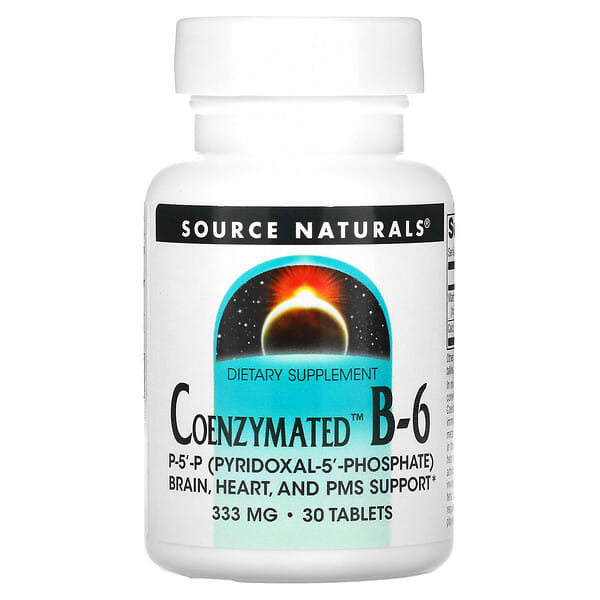 SOURCE NATURALS®
DIETARY SUPPLEMENT
COENZYMATED™ B-6
P-5'-P (PYRIDOXAL-5'-PHOSPHATE)
BRAIN, HEART, AND PMS SUPPORT*
333 MG • 30 TABLETS